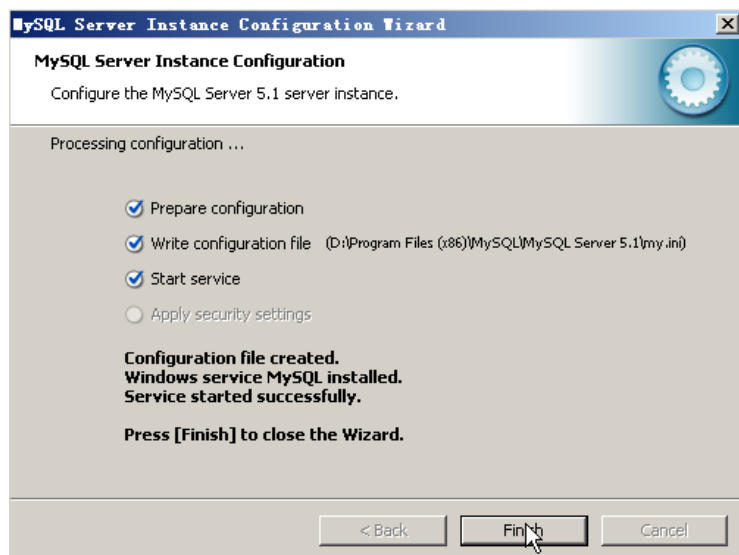 MySQL Server Instance Configuration Wizard
MySQL Server Instance Configuration
Configure the MySQL Server 5.1 server instance.
Processing configuration ...
Prepare configuration
Write configuration file (D:\Program Files (x86)\MySQL\MySQL Server 5.1\my.ini)
Start service
Apply security settings
Configuration file created.
Windows service MySQL installed.
Service started successfully.
Press [Finish] to close the Wizard.
< Back Finish Cancel